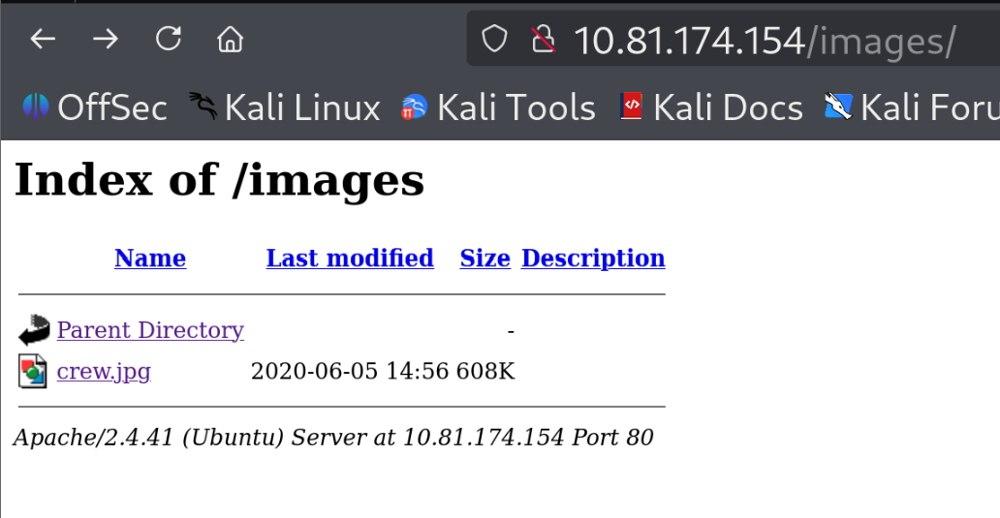 10.81.174.154/images/
OffSec Kali Linux Kali Tools Kali Docs Kali Foru
Index of /images
Name Last modified Size Description
Parent Directory -
crew.jpg 2020-06-05 14:56 608K
Apache/2.4.41 (Ubuntu) Server at 10.81.174.154 Port 80